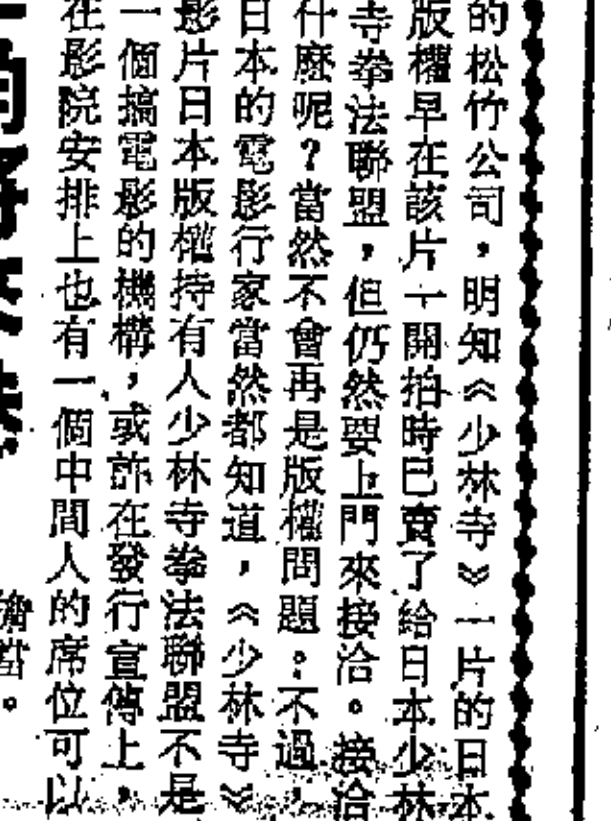 的松竹公司，明知《少林寺》一片的日本
版權早在該片一開拍時已賣了給日本少林
寺拳法聯盟，但仍然要上門來接洽。接洽
什麼呢？當然不會再是版權問題。不過，
日本的電影行家當然都知道，《少林寺》
影片日本版權持有人少林寺拳法聯盟不是
一個搞電影的機構，或許在發行宣傳上，
在影院安排上也有一個中間人的席位可以